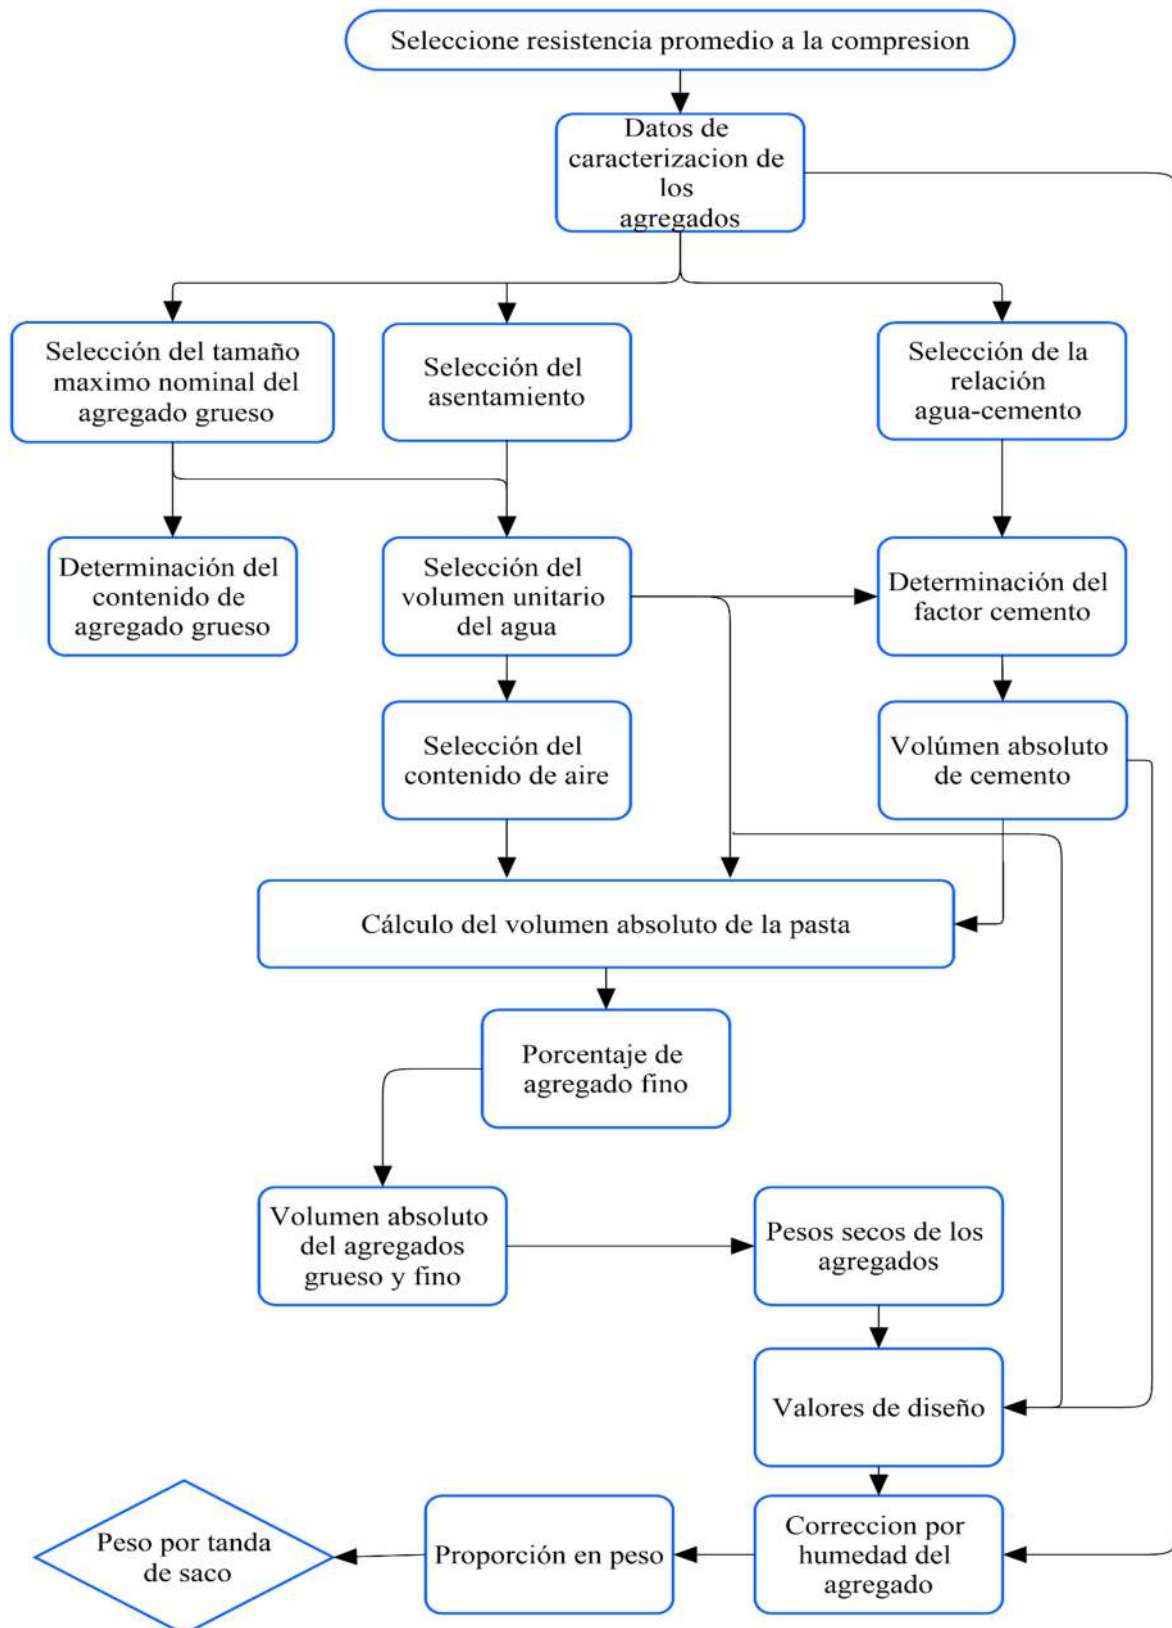 Seleccione resistencia promedio a la compresion
Datos de
caracterizacion de
los
agregados
Selección del tamaño
maximo nominal del
agregado grueso
Selección del
asentamiento
Selección de la
relación
agua-cemento
Determinación del
contenido de
agregado grueso
Selección del
volumen unitario
del agua
Determinación del
factor cemento
Selección del
contenido de aire
Volúmen absoluto
de cemento
Cálculo del volumen absoluto de la pasta
Porcentaje de
agregado fino
Volumen absoluto
del agregados
grueso y fino
Pesos secos de los
agregados
Valores de diseño
Peso por tanda
de saco
Proporción en peso
Correccion por
humedad del
agregado